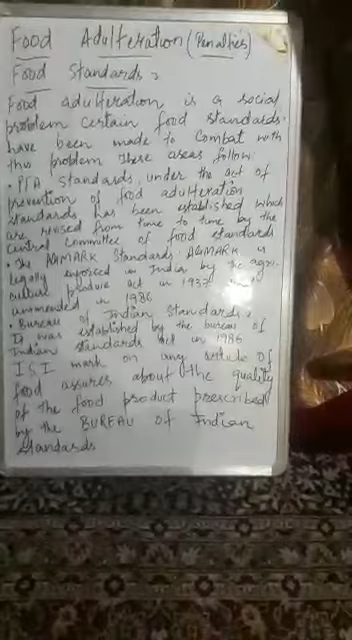 Food Adulteration (Penalties)
Food Standards:
Food adulteration is a social
problem certain food standards
have been made to combat with
this problem these are as follow:
• PFA Standards, under the act of
prevention of food adulteration
standards has been established which
are revised from time to time by the
central committee of food standards
• The AGMARK Standards: AGMARK is
legally enforced in India by the agri-
culture produce act in 1937 and
ammended in 1986
• Bureau of Indian Standards:
It was established by the bureau of
Indian standards act in 1986
ISI mark on any article of
food assures about the quality
of the food product prescribed
by the BUREAU of Indian
standards